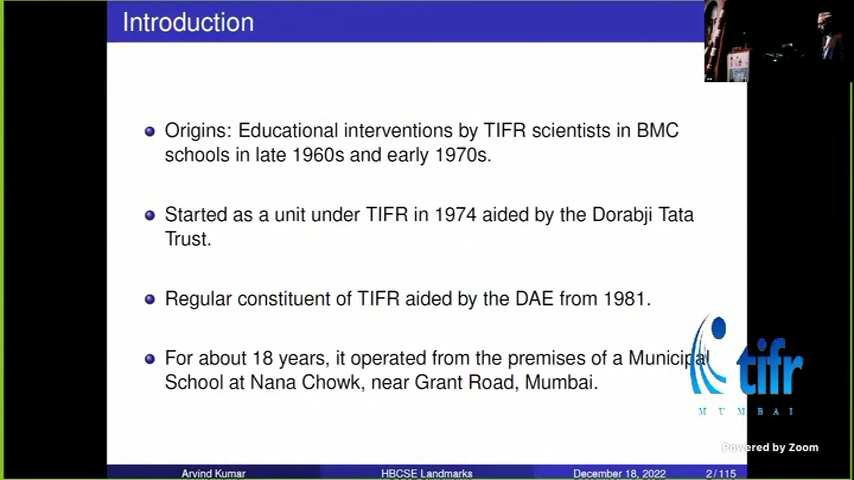 Introduction
Origins: Educational interventions by TIFR scientists in BMC
schools in late 1960s and early 1970s.
Started as a unit under TIFR in 1974 aided by the Dorabji Tata
Trust.
Regular constituent of TIFR aided by the DAE from 1981.
For about 18 years, it operated from the premises of a Municipal
School at Nana Chowk, near Grant Road, Mumbai.
tifr
MUMBAI
Powered by Zoom
Arvind Kumar HBCSE Landmarks December 18, 2022 2 / 115